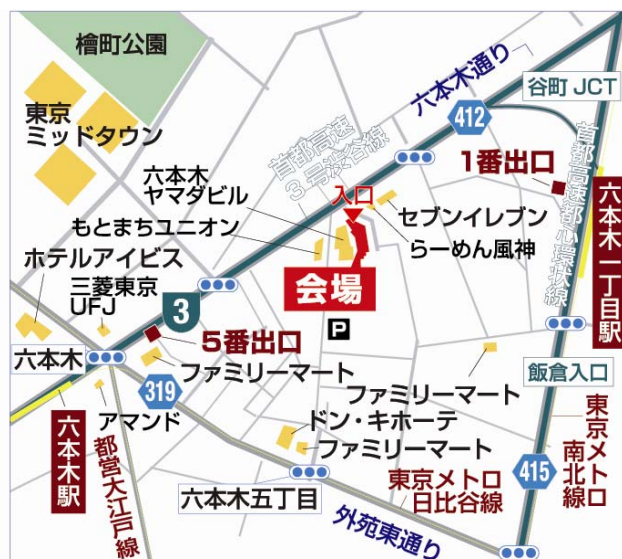 檜町公園
六本木通り
谷町 JCT
412
東京
ミッドタウン
首都高速
3号渋谷線
首都高速都心環状線
1番出口
六本木
ヤマダビル
入口
セブンイレブン
もとまちユニオン
らーめん風神
六本木一丁目駅
ホテルアイビス
三菱東京
UFJ
会場
3
P
5番出口
六本木
ファミリーマート
319
ファミリーマート
飯倉入口
アマンド
ドン・キホーテ
ファミリーマート
六本木駅
都営大江戸線
六本木五丁目
東京メトロ
日比谷線
415
東京メトロ
南北線
外苑東通り